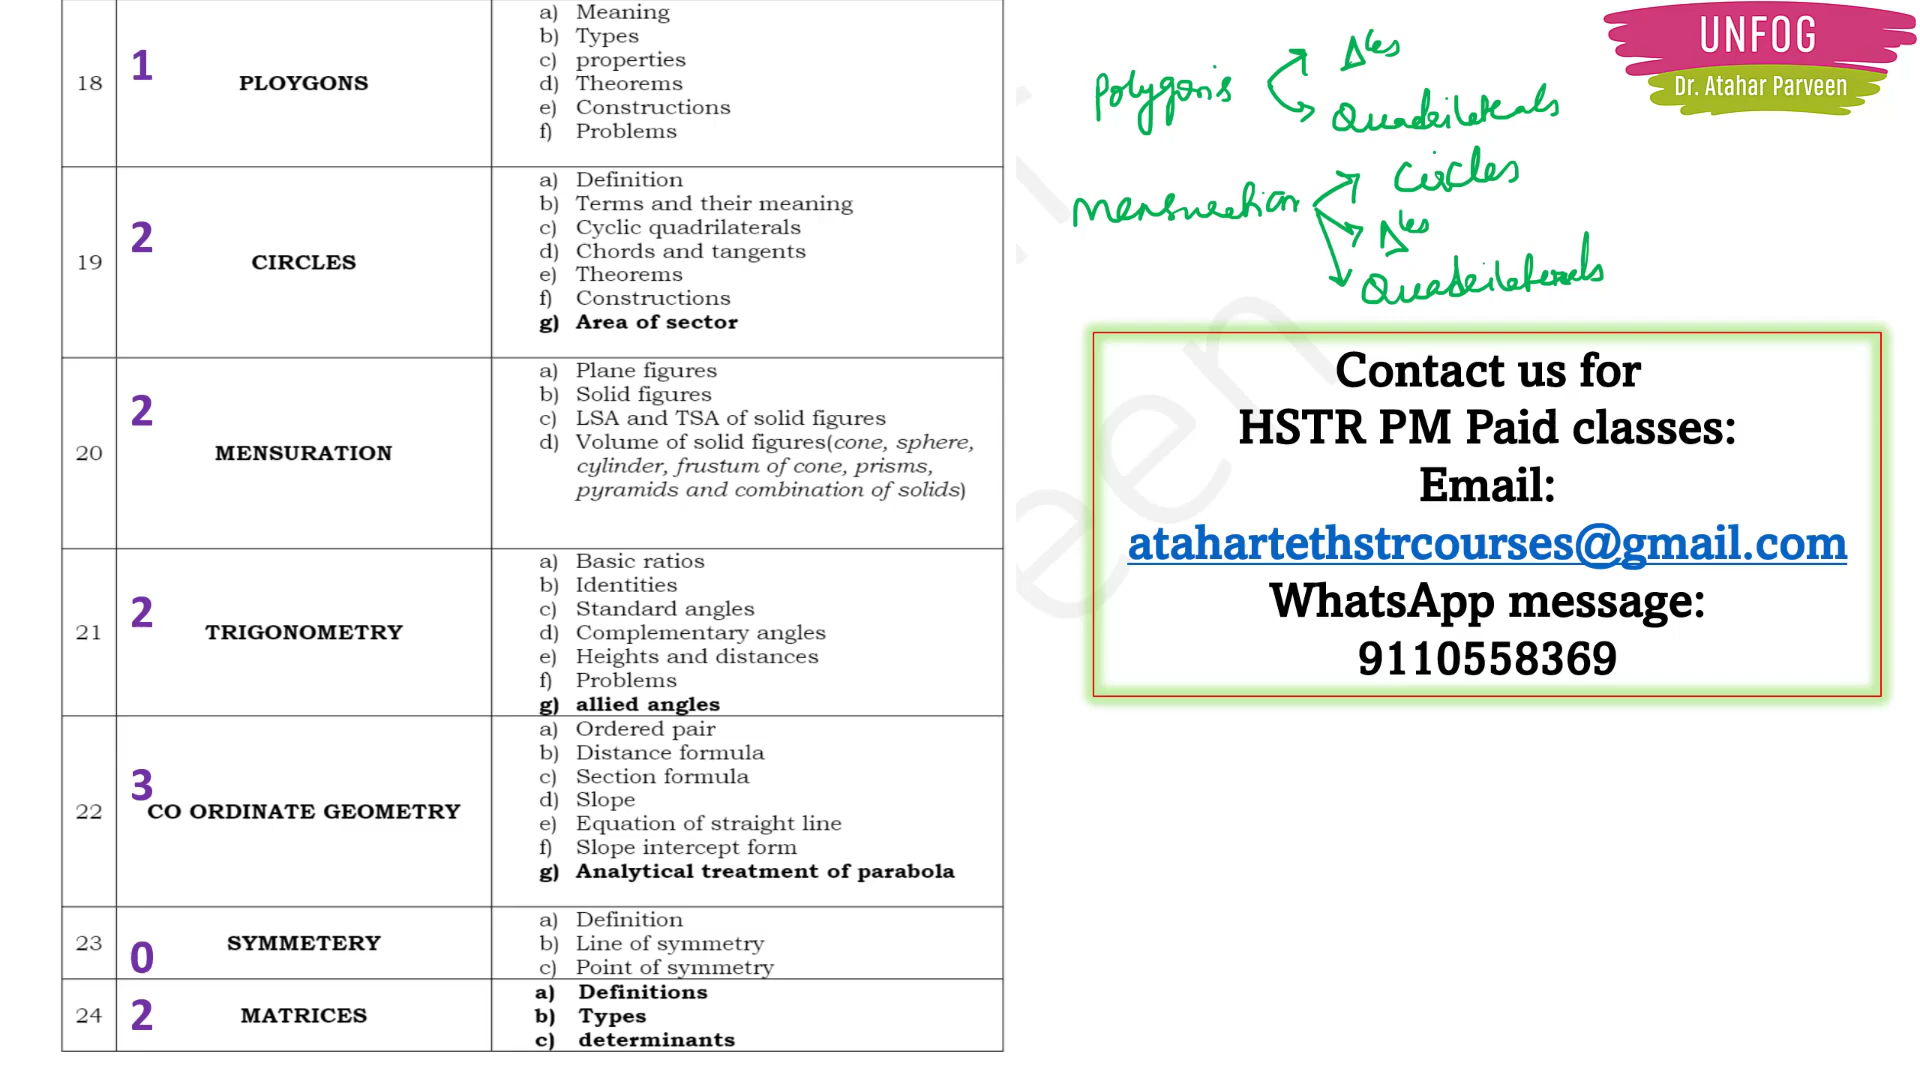 18
1
PLOYGONS
a) Meaning
b) Types
c) properties
d) Theorems
e) Constructions
f) Problems
19
2
CIRCLES
a) Definition
b) Terms and their meaning
c) Cyclic quadrilaterals
d) Chords and tangents
e) Theorems
f) Constructions
g) Area of sector
20
2
MENSURATION
a) Plane figures
b) Solid figures
c) LSA and TSA of solid figures
d) Volume of solid figures(cone, sphere,
cylinder, frustum of cone, prisms,
pyramids and combination of solids)
21
2
TRIGONOMETRY
a) Basic ratios
b) Identities
c) Standard angles
d) Complementary angles
e) Heights and distances
f) Problems
g) allied angles
22
3
CO ORDINATE GEOMETRY
a) Ordered pair
b) Distance formula
c) Section formula
d) Slope
e) Equation of straight line
f) Slope intercept form
g) Analytical treatment of parabola
23
0
SYMMETERY
a) Definition
b) Line of symmetry
c) Point of symmetry
24
2
MATRICES
a) Definitions
b) Types
c) determinants
Polygons
Δles
Quadrilaterals
Mensuration
Circles
Δles
Quadrilaterals
UNFOG
Dr. Atahar Parveen
Contact us for
HSTR PM Paid classes:
Email:
atahartethstrcourses@gmail.com
WhatsApp message:
9110558369